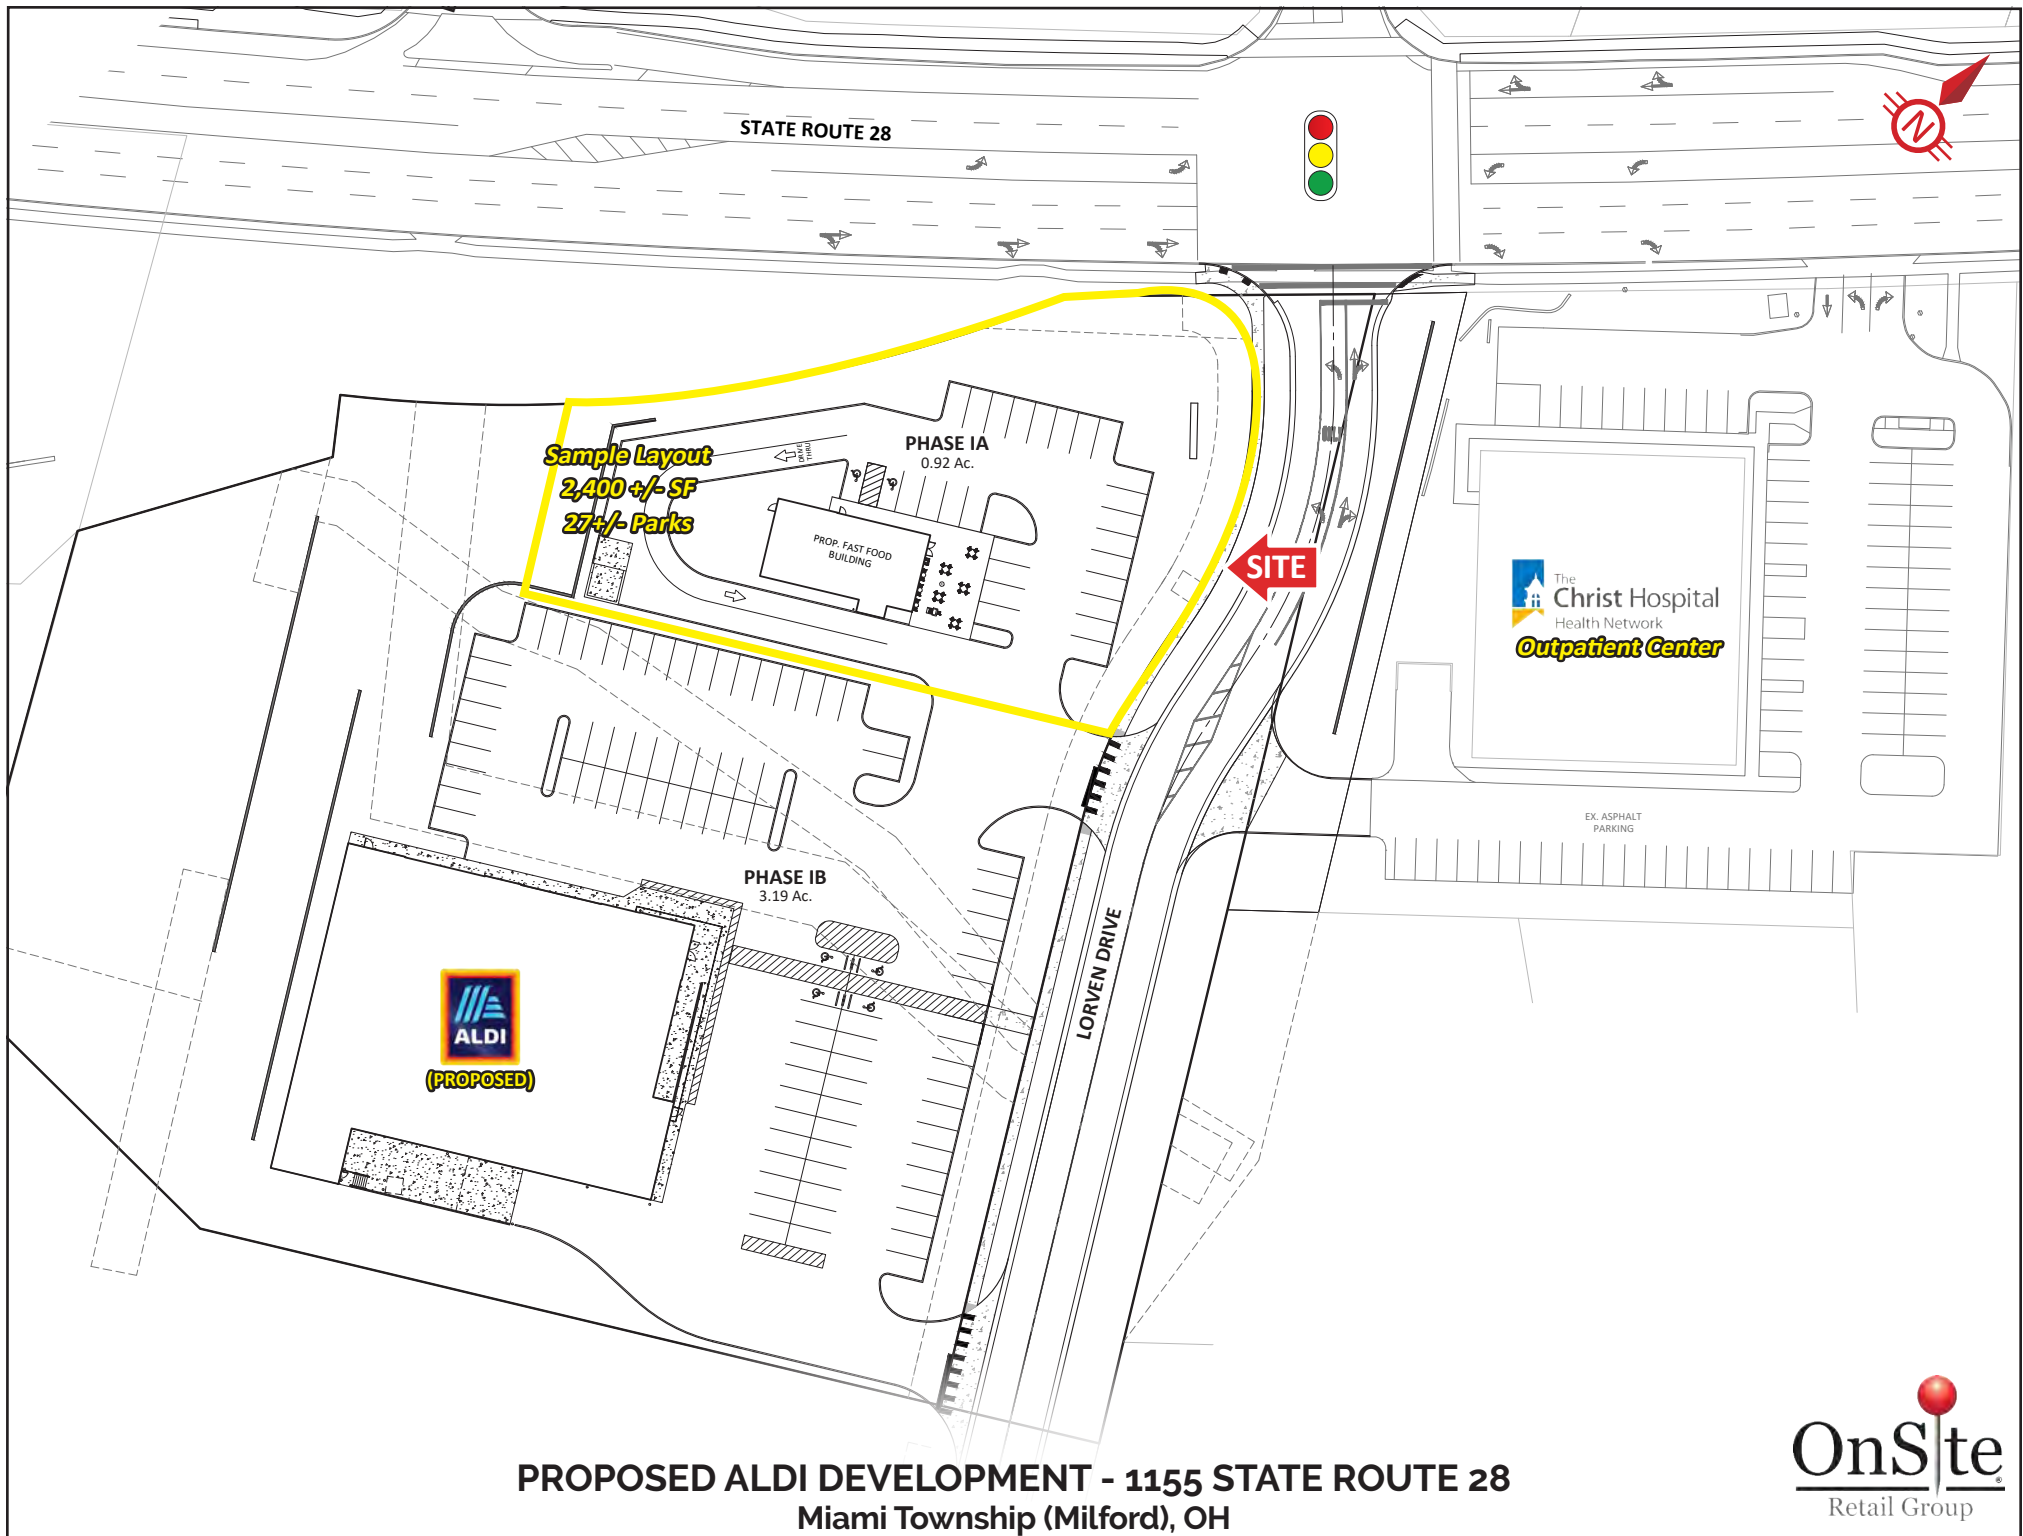 STATE ROUTE 28
N
PHASE IA
0.92 Ac.
Sample Layout
2,400 +/- SF
27+/- Parks
DRIVE
THRU
PROP. FAST FOOD
BUILDING
SITE
The
Christ Hospital
Health Network
Outpatient Center
EX. ASPHALT
PARKING
PHASE IB
3.19 Ac.
LORVEN DRIVE
ALDI
(PROPOSED)
PROPOSED ALDI DEVELOPMENT - 1155 STATE ROUTE 28
Miami Township (Milford), OH
OnSite
Retail Group